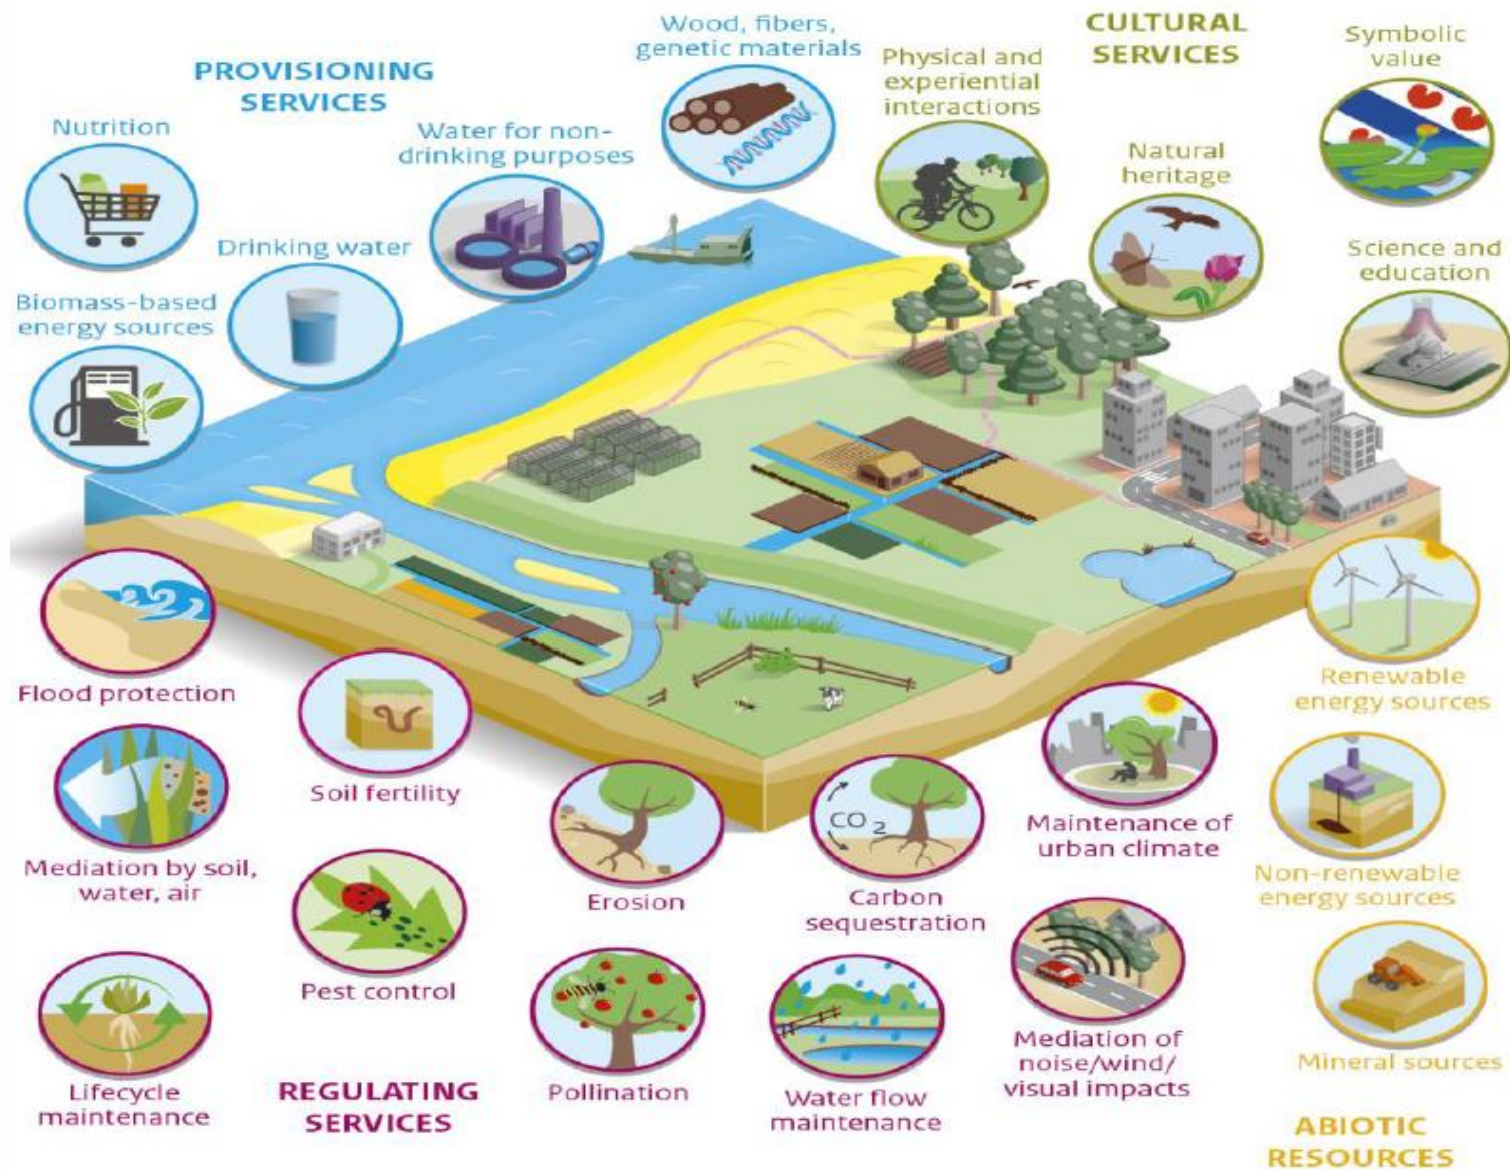 PROVISIONING
SERVICES
Nutrition
Drinking water
Biomass-based
energy sources
Water for non-
drinking purposes
Wood, fibers,
genetic materials
CULTURAL
SERVICES
Physical and
experiential
interactions
Natural
heritage
Symbolic
value
Science and
education
Flood protection
Soil fertility
Mediation by soil,
water, air
Pest control
Lifecycle
maintenance
REGULATING
SERVICES
Erosion
Pollination
CO2
Carbon
sequestration
Water flow
maintenance
Maintenance of
urban climate
Mediation of
noise/wind/
visual impacts
Renewable
energy sources
Non-renewable
energy sources
Mineral sources
ABIOTIC
RESOURCES